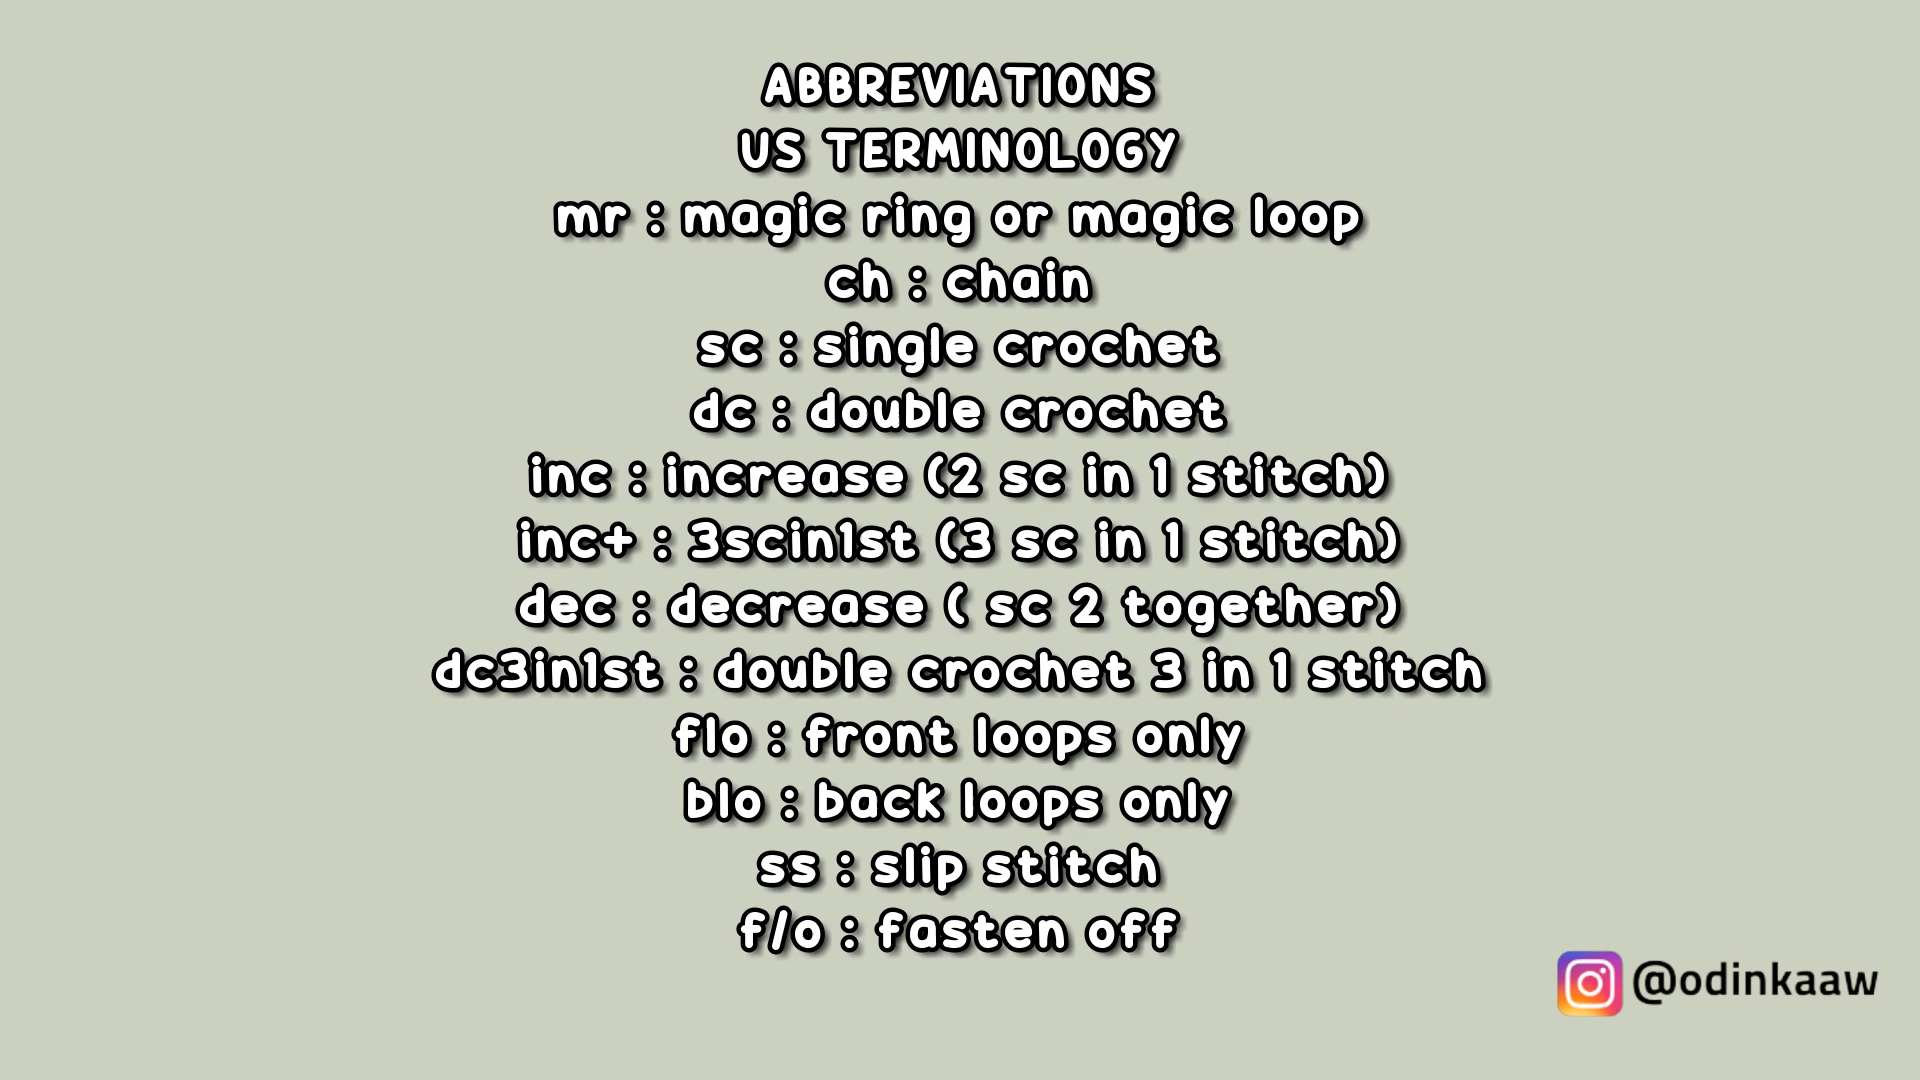 ABBREVIATIONS
US TERMINOLOGY
mr : magic ring or magic loop
ch : chain
sc : single crochet
dc : double crochet
inc : increase (2 sc in 1 stitch)
inc+ : 3scin1st (3 sc in 1 stitch)
dec : decrease ( sc 2 together)
dc3in1st : double crochet 3 in 1 stitch
flo : front loops only
blo : back loops only
ss : slip stitch
f/o : fasten off
@odinkaaw